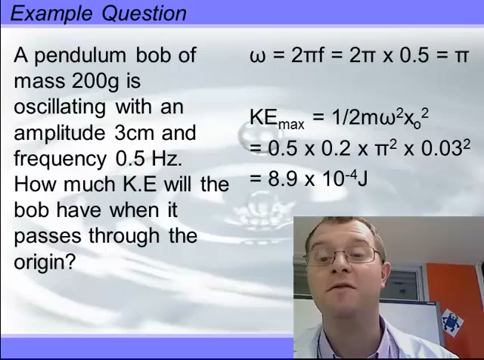 Example Question
A pendulum bob of
mass 200g is
oscillating with an
amplitude 3cm and
frequency 0.5 Hz.
How much K.E will the
bob have when it
passes through the
origin?
ω = 2πf = 2π x 0.5 = π
KEmax = 1/2mω²xₒ²
= 0.5 x 0.2 x π² x 0.03²
= 8.9 x 10⁻⁴J